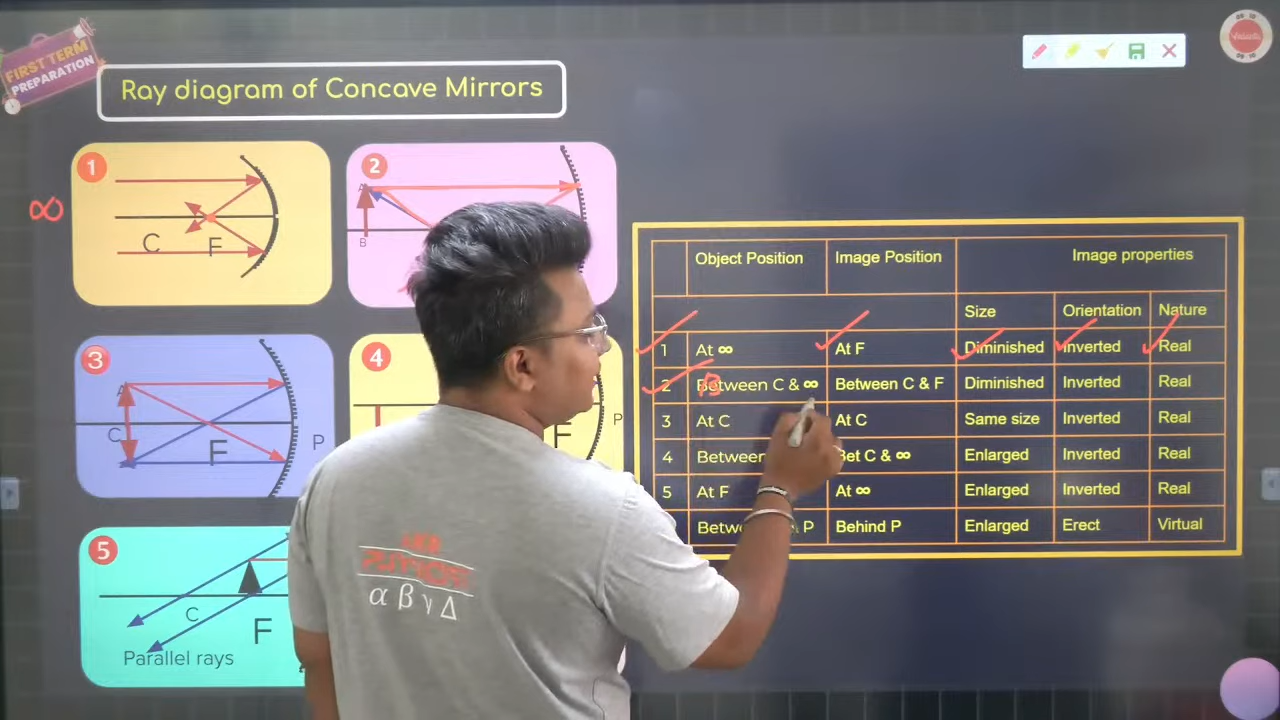 FIRST TERM
PREPARATION
Ray diagram of Concave Mirrors
Vedantu
∞
1
C
F
2
A
B
3
A
C
F
P
4
F
P
5
C
F
Parallel rays
α β γ Δ
Object Position Image Position Image properties
Size Orientation Nature
1 At ∞ At F Diminished Inverted Real
2 Between C & ∞ Between C & F Diminished Inverted Real
B
3 At C At C Same size Inverted Real
4 Between Bet C & ∞ Enlarged Inverted Real
5 At F At ∞ Enlarged Inverted Real
P Behind P Enlarged Erect Virtual